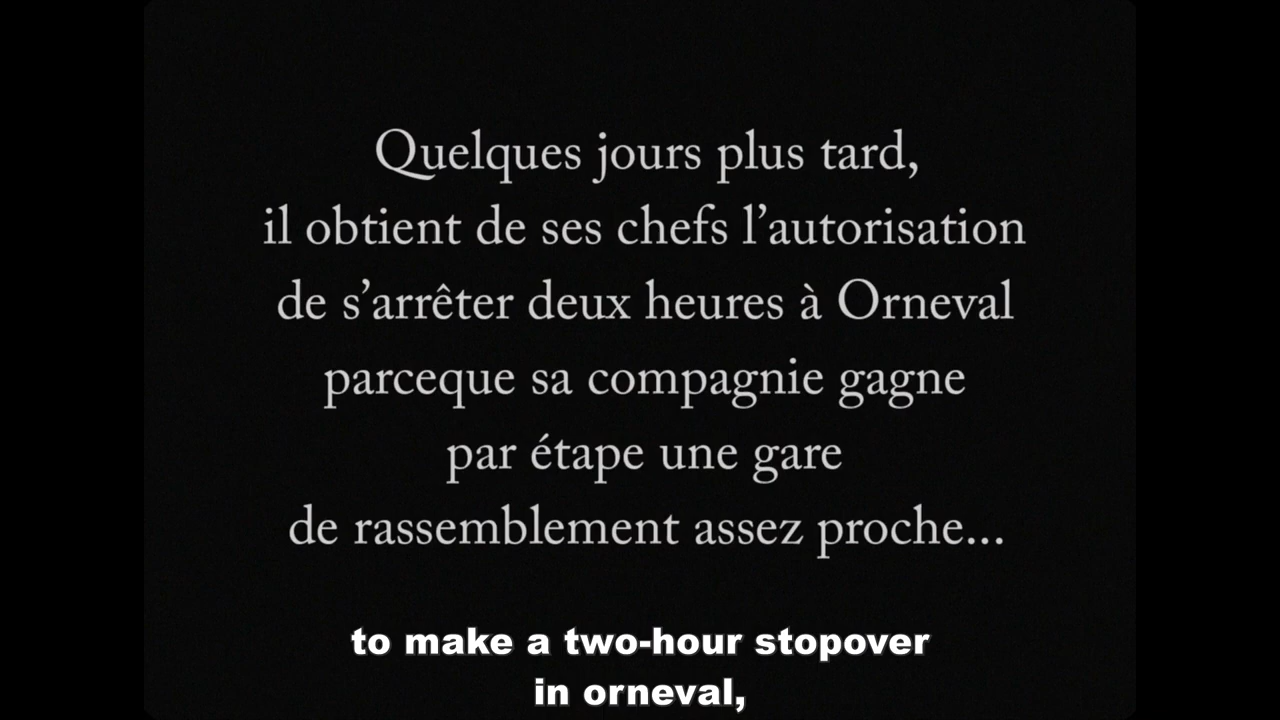 Quelques jours plus tard,
il obtient de ses chefs l’autorisation
de s’arrêter deux heures à Orneval
parceque sa compagnie gagne
par étape une gare
de rassemblement assez proche...
to make a two-hour stopover
in orneval,